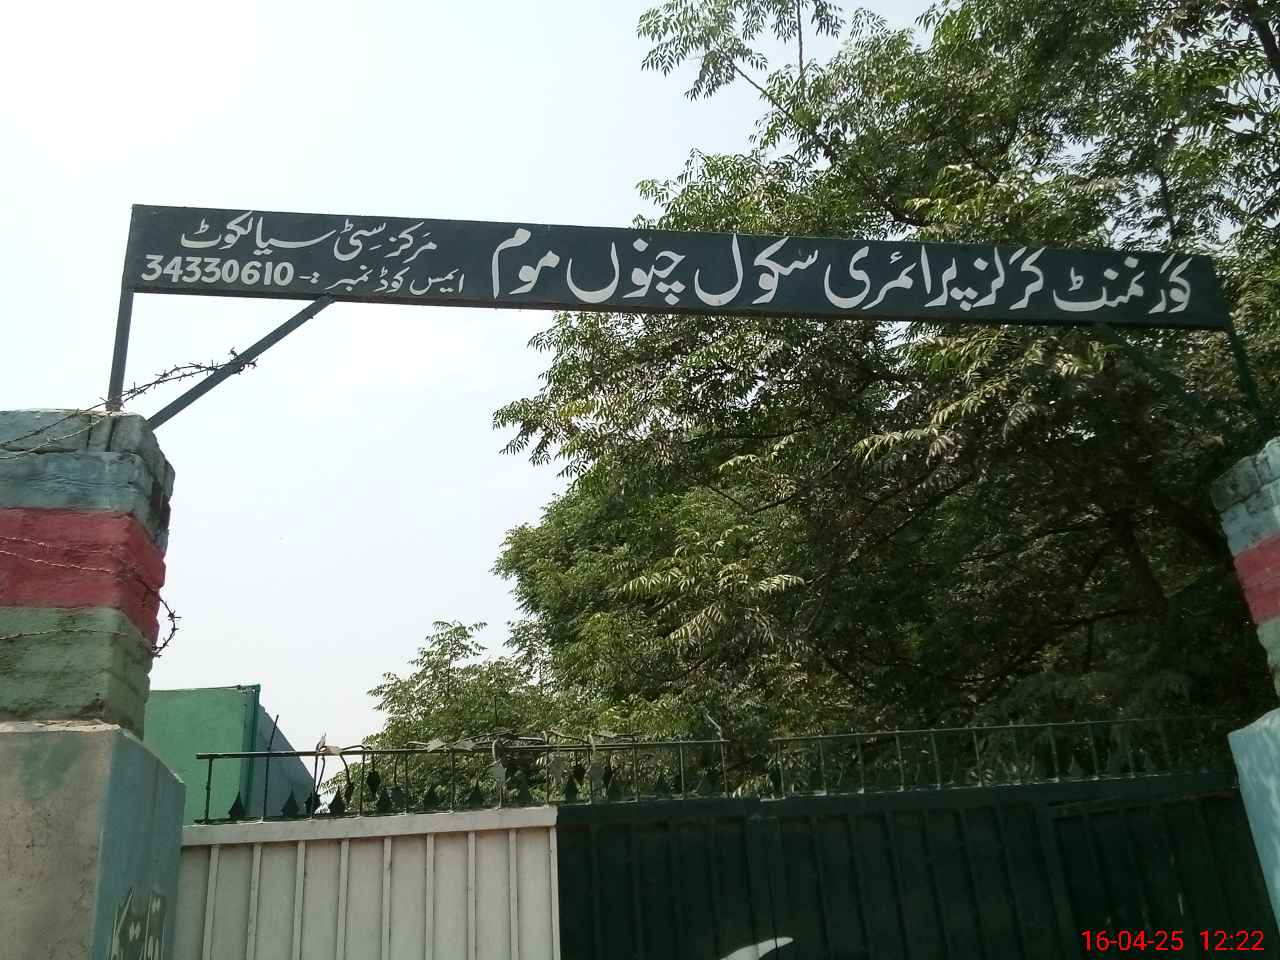 گورنمنٹ گرلز پرائمری سکول چنوں موم
مرکز سٹی سیالکوٹ
ایمس کوڈ نمبر :- 34330610
16-04-25 12:22